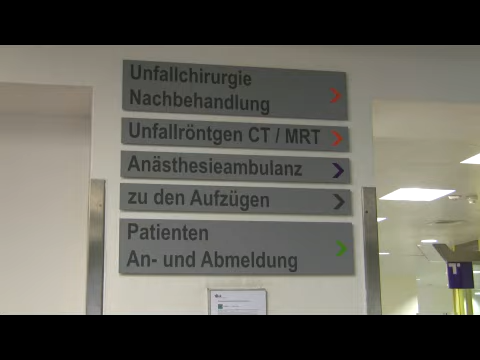 Unfallchirurgie
Nachbehandlung
Unfallröntgen CT / MRT
Anästhesieambulanz
zu den Aufzügen
Patienten
An- und Abmeldung
T